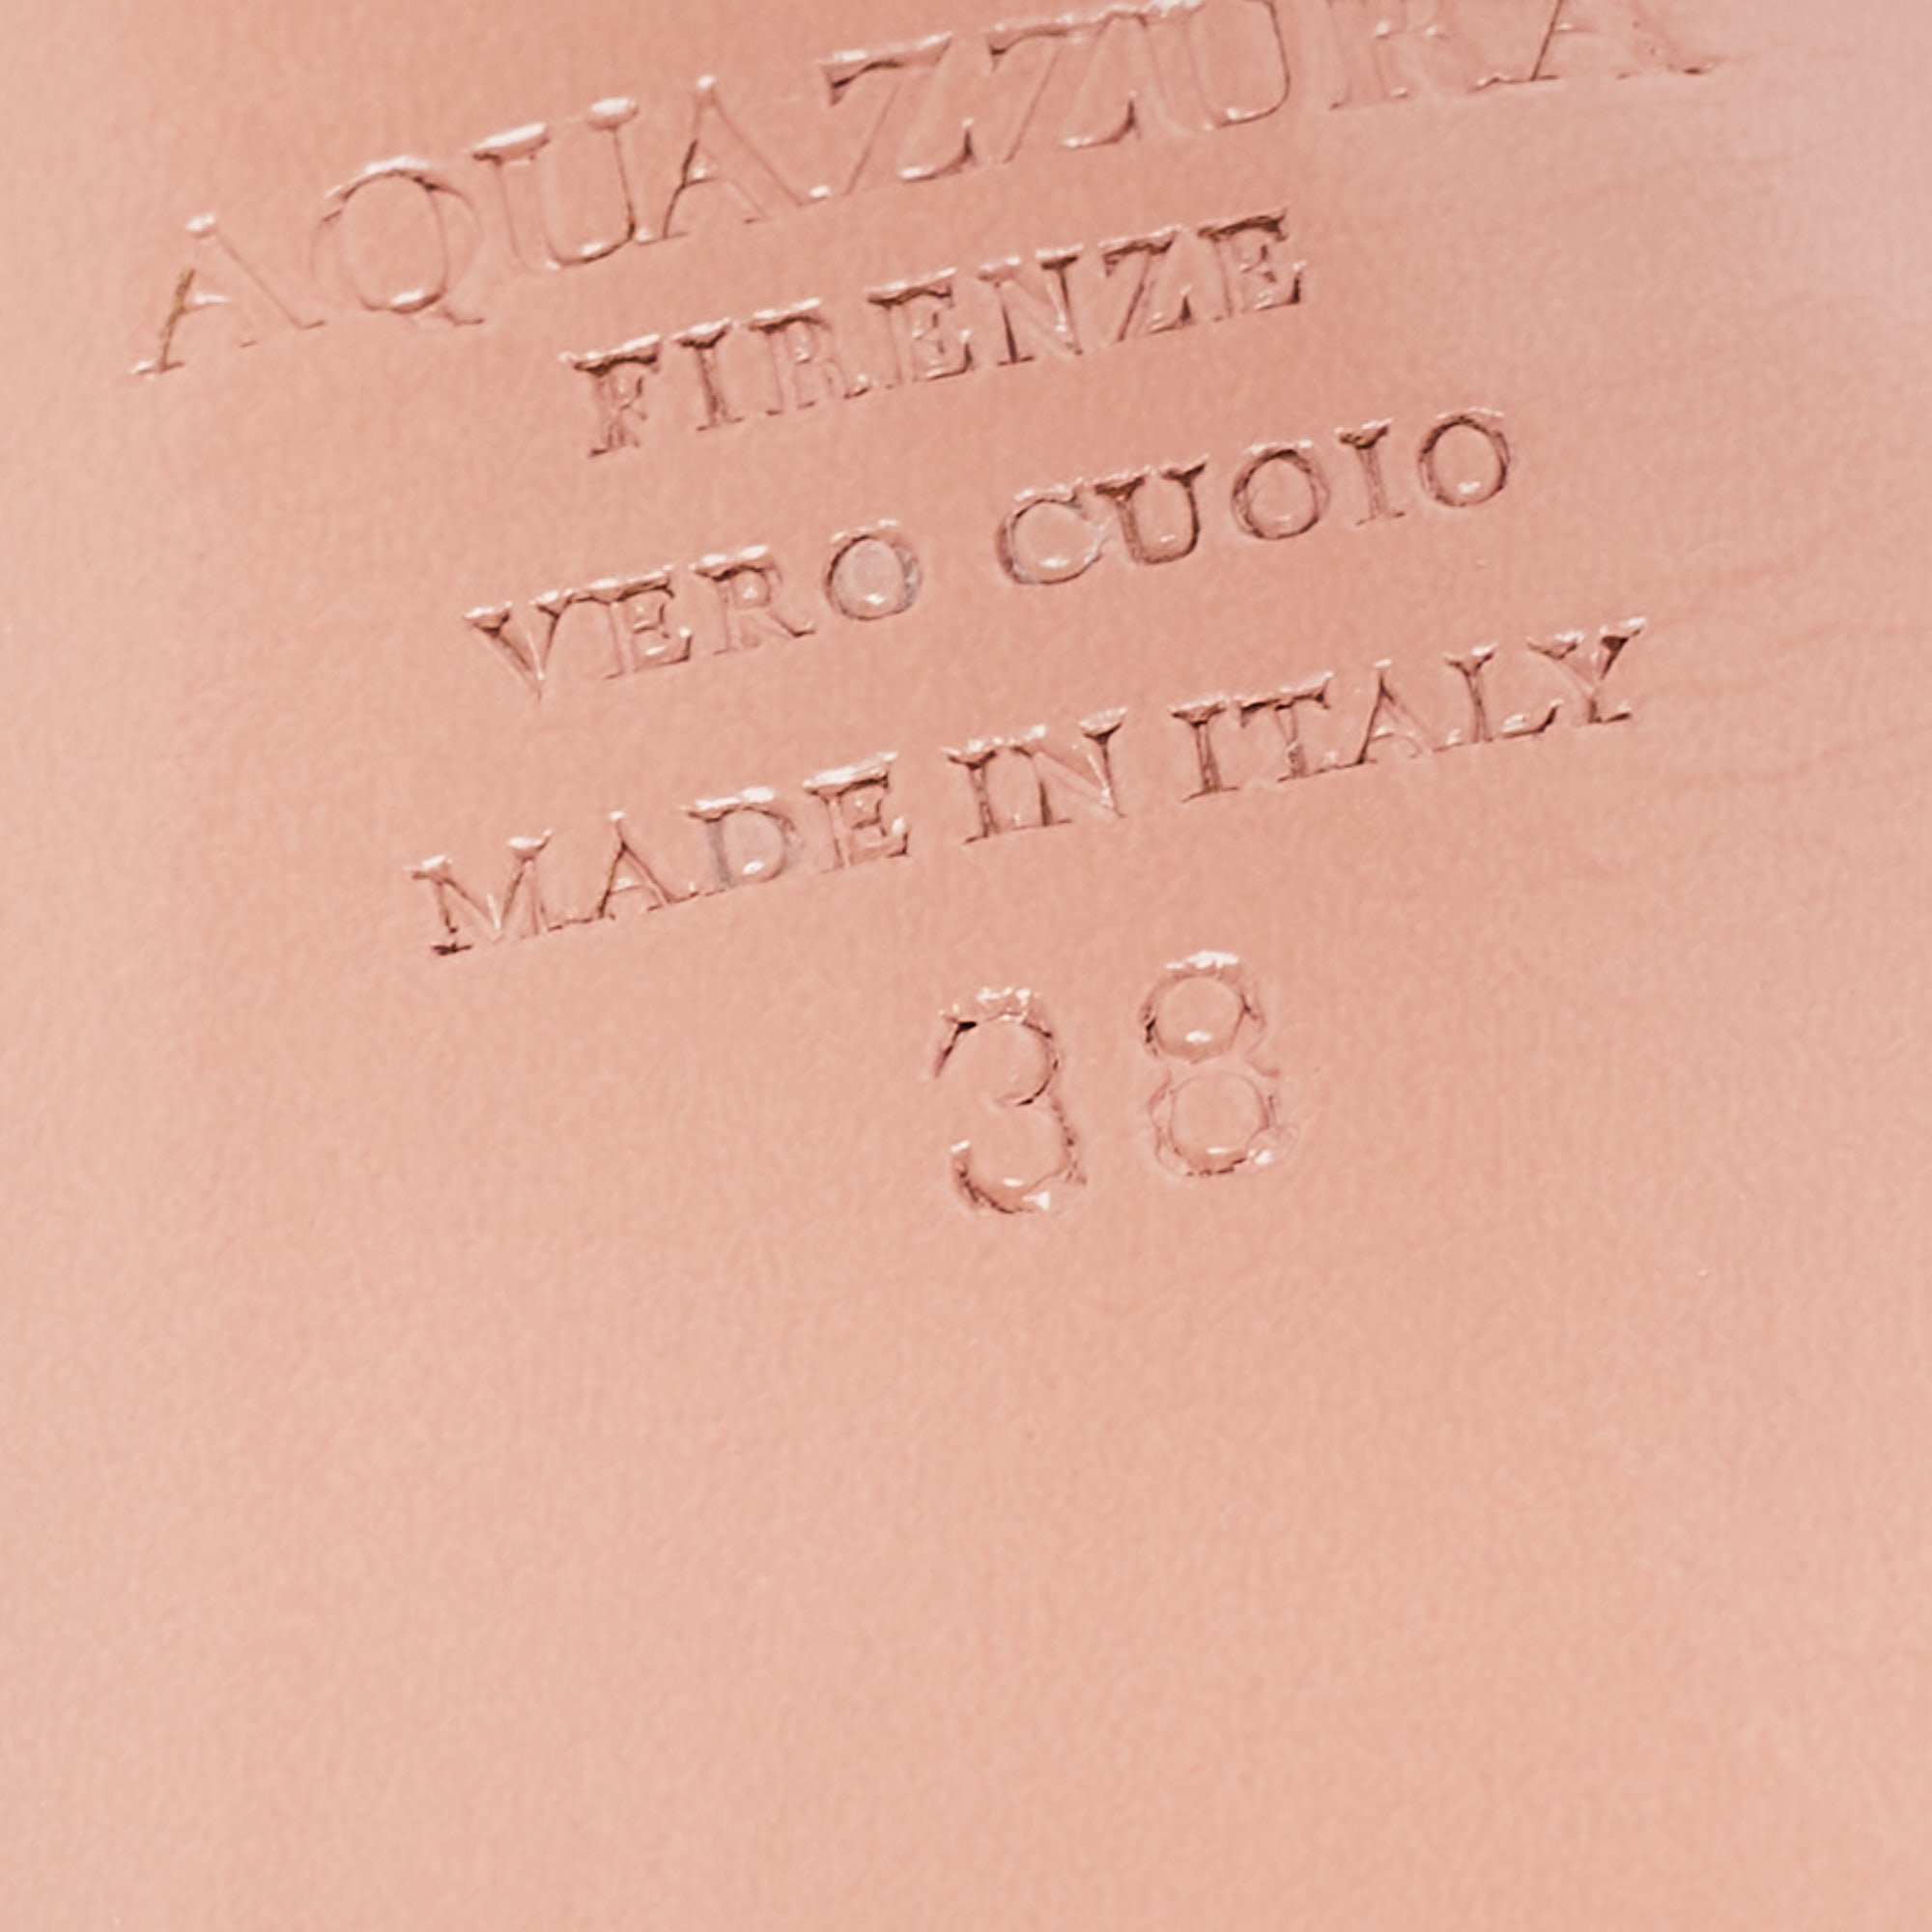 AQUAZZURA
FIRENZE
VERO CUOIO
MADE IN ITALY
38